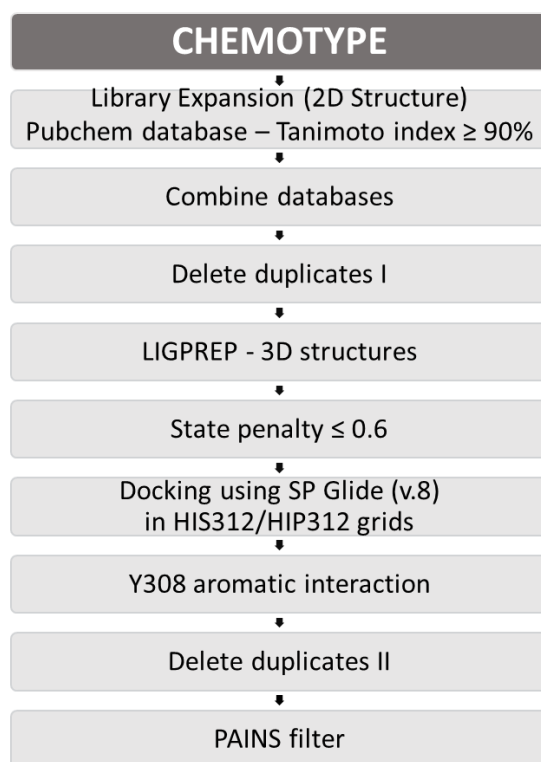 CHEMOTYPE
Library Expansion (2D Structure)
Pubchem database – Tanimoto index ≥ 90%
Combine databases
Delete duplicates I
LIGPREP - 3D structures
State penalty ≤ 0.6
Docking using SP Glide (v.8)
in HIS312/HIP312 grids
Y308 aromatic interaction
Delete duplicates II
PAINS filter